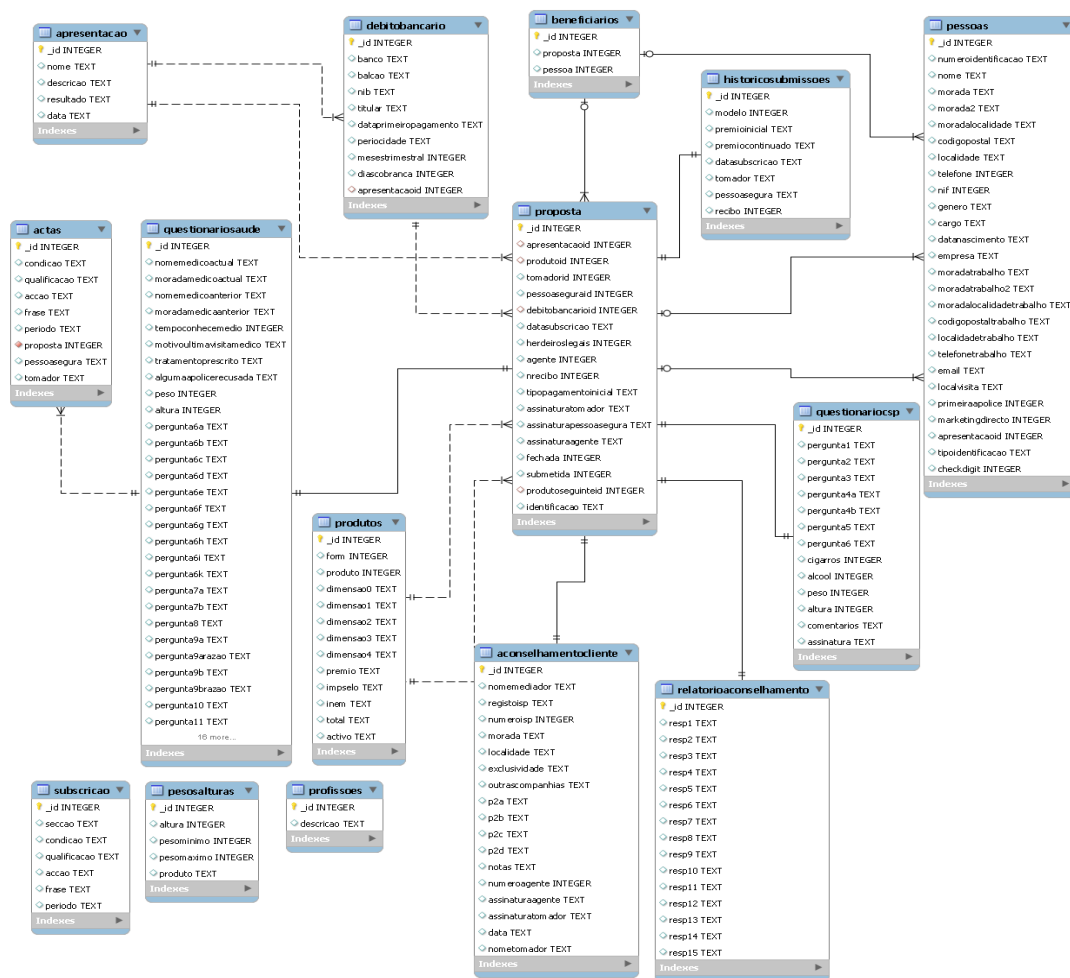 apresentacao
_id INTEGER
nome TEXT
descricao TEXT
resultado TEXT
data TEXT
Indexes
debitobancario
_id INTEGER
banco TEXT
balcao TEXT
nib TEXT
titular TEXT
dataprimeiropagamento TEXT
periocidade TEXT
mesestrimestral INTEGER
diascobranca INTEGER
apresentacaoid INTEGER
Indexes
beneficiarios
_id INTEGER
proposta INTEGER
pessoa INTEGER
Indexes
historicosubmissoes
_id INTEGER
modelo INTEGER
premioinicial TEXT
premiocontinuado TEXT
datasubscricao TEXT
tomador TEXT
pessoasegura TEXT
recibo INTEGER
Indexes
pessoas
_id INTEGER
numeroidentificacao TEXT
nome TEXT
morada TEXT
morada2 TEXT
moradalocalidade TEXT
codigopostal TEXT
localidade TEXT
telefone INTEGER
nif INTEGER
genero TEXT
cargo TEXT
datanascimento TEXT
empresa TEXT
moradatrabalho TEXT
moradatrabalho2 TEXT
moradalocalidadetrabalho TEXT
codigopostaltrabalho TEXT
localidadetrabalho TEXT
telefonetrabalho TEXT
email TEXT
localvisita TEXT
primeiraapolice INTEGER
marketingdirecto INTEGER
apresentacaoid INTEGER
tipoidentificacao TEXT
checkdigit INTEGER
Indexes
actas
_id INTEGER
condicao TEXT
qualificacao TEXT
accao TEXT
frase TEXT
periodo TEXT
proposta INTEGER
pessoasegura TEXT
tomador TEXT
Indexes
questionariosaude
_id INTEGER
nomemedicoactual TEXT
moradamedicoactual TEXT
nomemedicoanterior TEXT
moradamedicaanterior TEXT
tempoconhecemedio INTEGER
motivoultimavisitamedico TEXT
tratamentoprescrito TEXT
algumaapolicerecusada TEXT
peso INTEGER
altura INTEGER
pergunta6a TEXT
pergunta6b TEXT
pergunta6c TEXT
pergunta6d TEXT
pergunta6e TEXT
pergunta6f TEXT
pergunta6g TEXT
pergunta6h TEXT
pergunta6i TEXT
pergunta6k TEXT
pergunta7a TEXT
pergunta7b TEXT
pergunta8 TEXT
pergunta9a TEXT
pergunta9arazao TEXT
pergunta9b TEXT
pergunta9brazao TEXT
pergunta10 TEXT
pergunta11 TEXT
16 more...
Indexes
proposta
_id INTEGER
apresentacaoid INTEGER
produtoid INTEGER
tomadorid INTEGER
pessoaseguraid INTEGER
debitobancarioid INTEGER
datasubscricao TEXT
herdeiroslegais INTEGER
agente INTEGER
nrecibo INTEGER
tipopagamentoinicial TEXT
assinaturatomador TEXT
assinaturapessoasegura TEXT
assinaturaagente TEXT
fechada INTEGER
submetida INTEGER
produtoseguinteid INTEGER
identificacao TEXT
Indexes
questionariocsp
_id INTEGER
pergunta1 TEXT
pergunta2 TEXT
pergunta3 TEXT
pergunta4a TEXT
pergunta4b TEXT
pergunta5 TEXT
pergunta6 TEXT
cigarros INTEGER
alcool INTEGER
peso INTEGER
altura INTEGER
comentarios TEXT
assinatura TEXT
Indexes
produtos
_id INTEGER
form INTEGER
produto INTEGER
dimensao0 TEXT
dimensao1 TEXT
dimensao2 TEXT
dimensao3 TEXT
dimensao4 TEXT
premio TEXT
impselo TEXT
inem TEXT
total TEXT
activo TEXT
Indexes
aconselhamentocliente
_id INTEGER
nomemediador TEXT
registoisp TEXT
numeroisp INTEGER
morada TEXT
localidade TEXT
exclusividade TEXT
outrascompanhias TEXT
p2a TEXT
p2b TEXT
p2c TEXT
p2d TEXT
notas TEXT
numeroagente INTEGER
assinaturaagente TEXT
assinaturatomador TEXT
data TEXT
nometomador TEXT
Indexes
relatorioaconselhamento
_id INTEGER
resp1 TEXT
resp2 TEXT
resp3 TEXT
resp4 TEXT
resp5 TEXT
resp6 TEXT
resp7 TEXT
resp8 TEXT
resp9 TEXT
resp10 TEXT
resp11 TEXT
resp12 TEXT
resp13 TEXT
resp14 TEXT
resp15 TEXT
Indexes
subscricao
_id INTEGER
seccao TEXT
condicao TEXT
qualificacao TEXT
accao TEXT
frase TEXT
periodo TEXT
Indexes
pesosalturas
_id INTEGER
altura INTEGER
pesominimo INTEGER
pesomaximo INTEGER
produto TEXT
Indexes
profissoes
_id INTEGER
descricao TEXT
Indexes